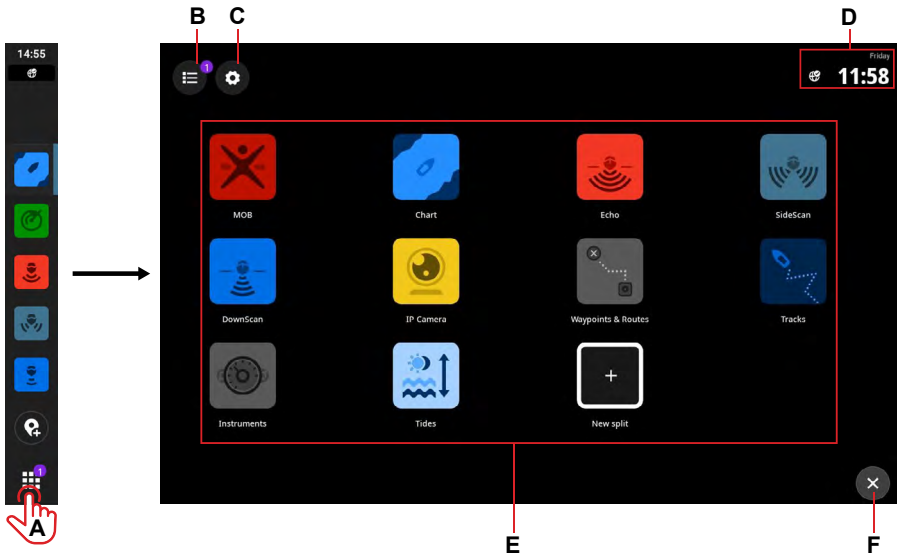 B
C
D
14:55
1
Friday
11:58
MOB
Chart
Echo
SideScan
DownScan
IP Camera
Waypoints & Routes
Tracks
Instruments
Tides
New split
1
A
E
F